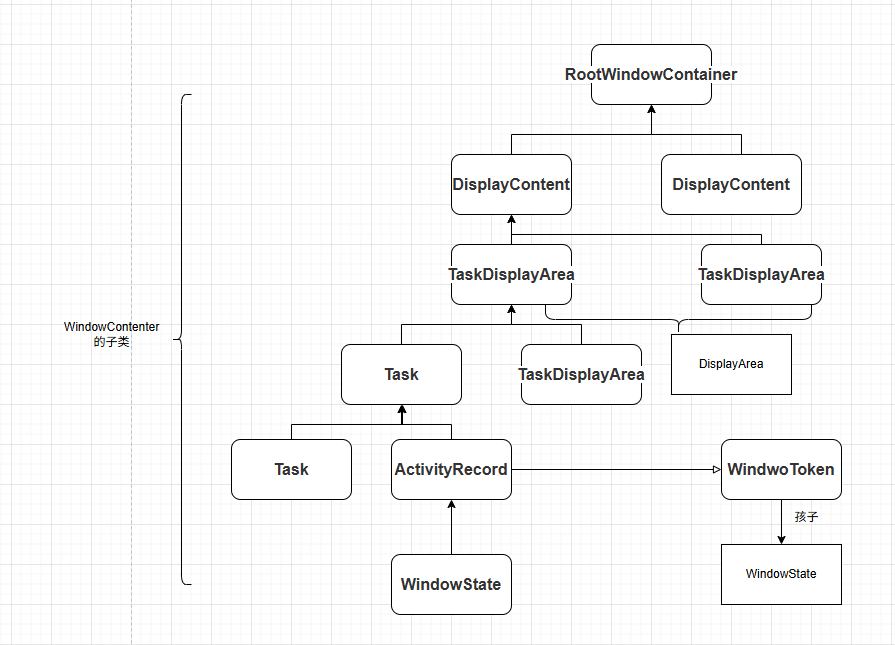 RootWindowContainer
DisplayContent
DisplayContent
TaskDisplayArea
TaskDisplayArea
WindowContenter
的子类
Task
TaskDisplayArea
DisplayArea
Task
ActivityRecord
WindwoToken
孩子
WindowState
WindowState